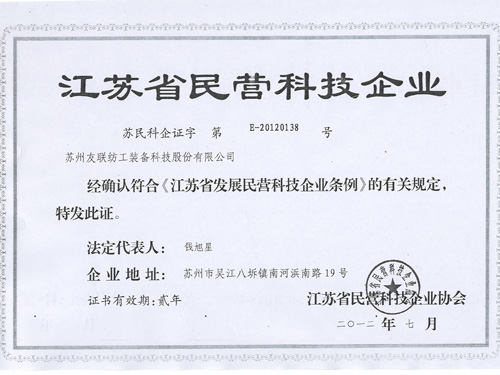 江苏省民营科技企业
苏民科企证字 第 E-20120138 号
苏州友联纺工装备科技股份有限公司
经确认符合《江苏省发展民营科技企业条例》的有关规定，
特发此证。
法定代表人：钱旭星
企业地址：苏州市吴江八坼镇南河浜南路19号
证书有效期：贰年
江苏省民营科技企业协会
二〇一二年七月